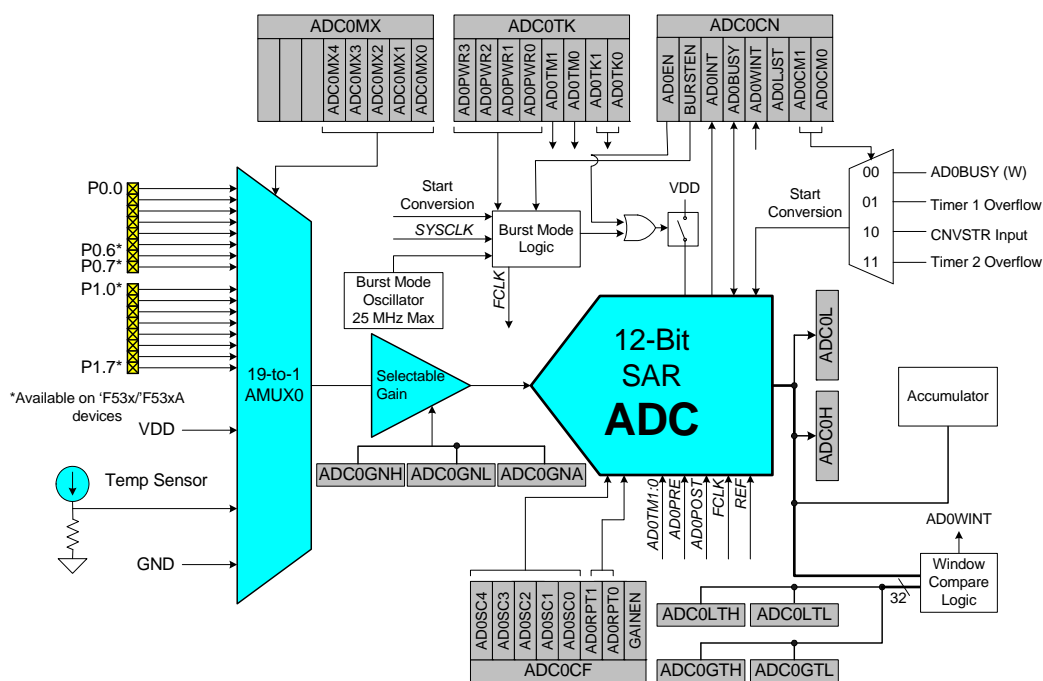 ADC0MX
ADC0MX4
ADC0MX3
ADC0MX2
ADC0MX1
ADC0MX0
ADC0TK
AD0PWR3
AD0PWR2
AD0PWR1
AD0PWR0
AD0TM1
AD0TM0
AD0TK1
AD0TK0
ADC0CN
AD0EN
BURSTEN
AD0INT
AD0BUSY
AD0WINT
AD0LJST
AD0CM1
AD0CM0
P0.0
P0.6*
P0.7*
P1.0*
P1.7*
*Available on ‘F53x/’F53xA
devices
VDD
Temp Sensor
GND
19-to-1
AMUX0
Start
Conversion
SYSCLK
Burst Mode
Logic
Burst Mode
Oscillator
25 MHz Max
FCLK
VDD
Start
Conversion
00
01
10
11
AD0BUSY (W)
Timer 1 Overflow
CNVSTR Input
Timer 2 Overflow
Selectable
Gain
ADC0GNH
ADC0GNL
ADC0GNA
12-Bit
SAR
ADC
ADC0L
ADC0H
Accumulator
AD0TM1:0
AD0PRE
AD0POST
FCLK
REF
AD0WINT
Window
Compare
Logic
32
AD0SC4
AD0SC3
AD0SC2
AD0SC1
AD0SC0
AD0RPT1
AD0RPT0
GAINEN
ADC0CF
ADC0LTH
ADC0LTL
ADC0GTH
ADC0GTL